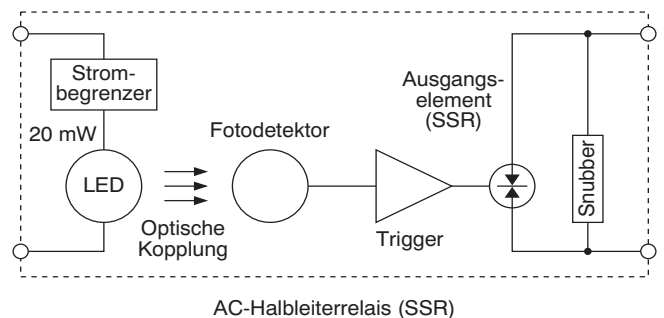 Strom-
begrenzer
20 mW
LED
Optische
Kopplung
Fotodetektor
Trigger
Ausgangs-
element
(SSR)
Snubber
AC-Halbleiterrelais (SSR)